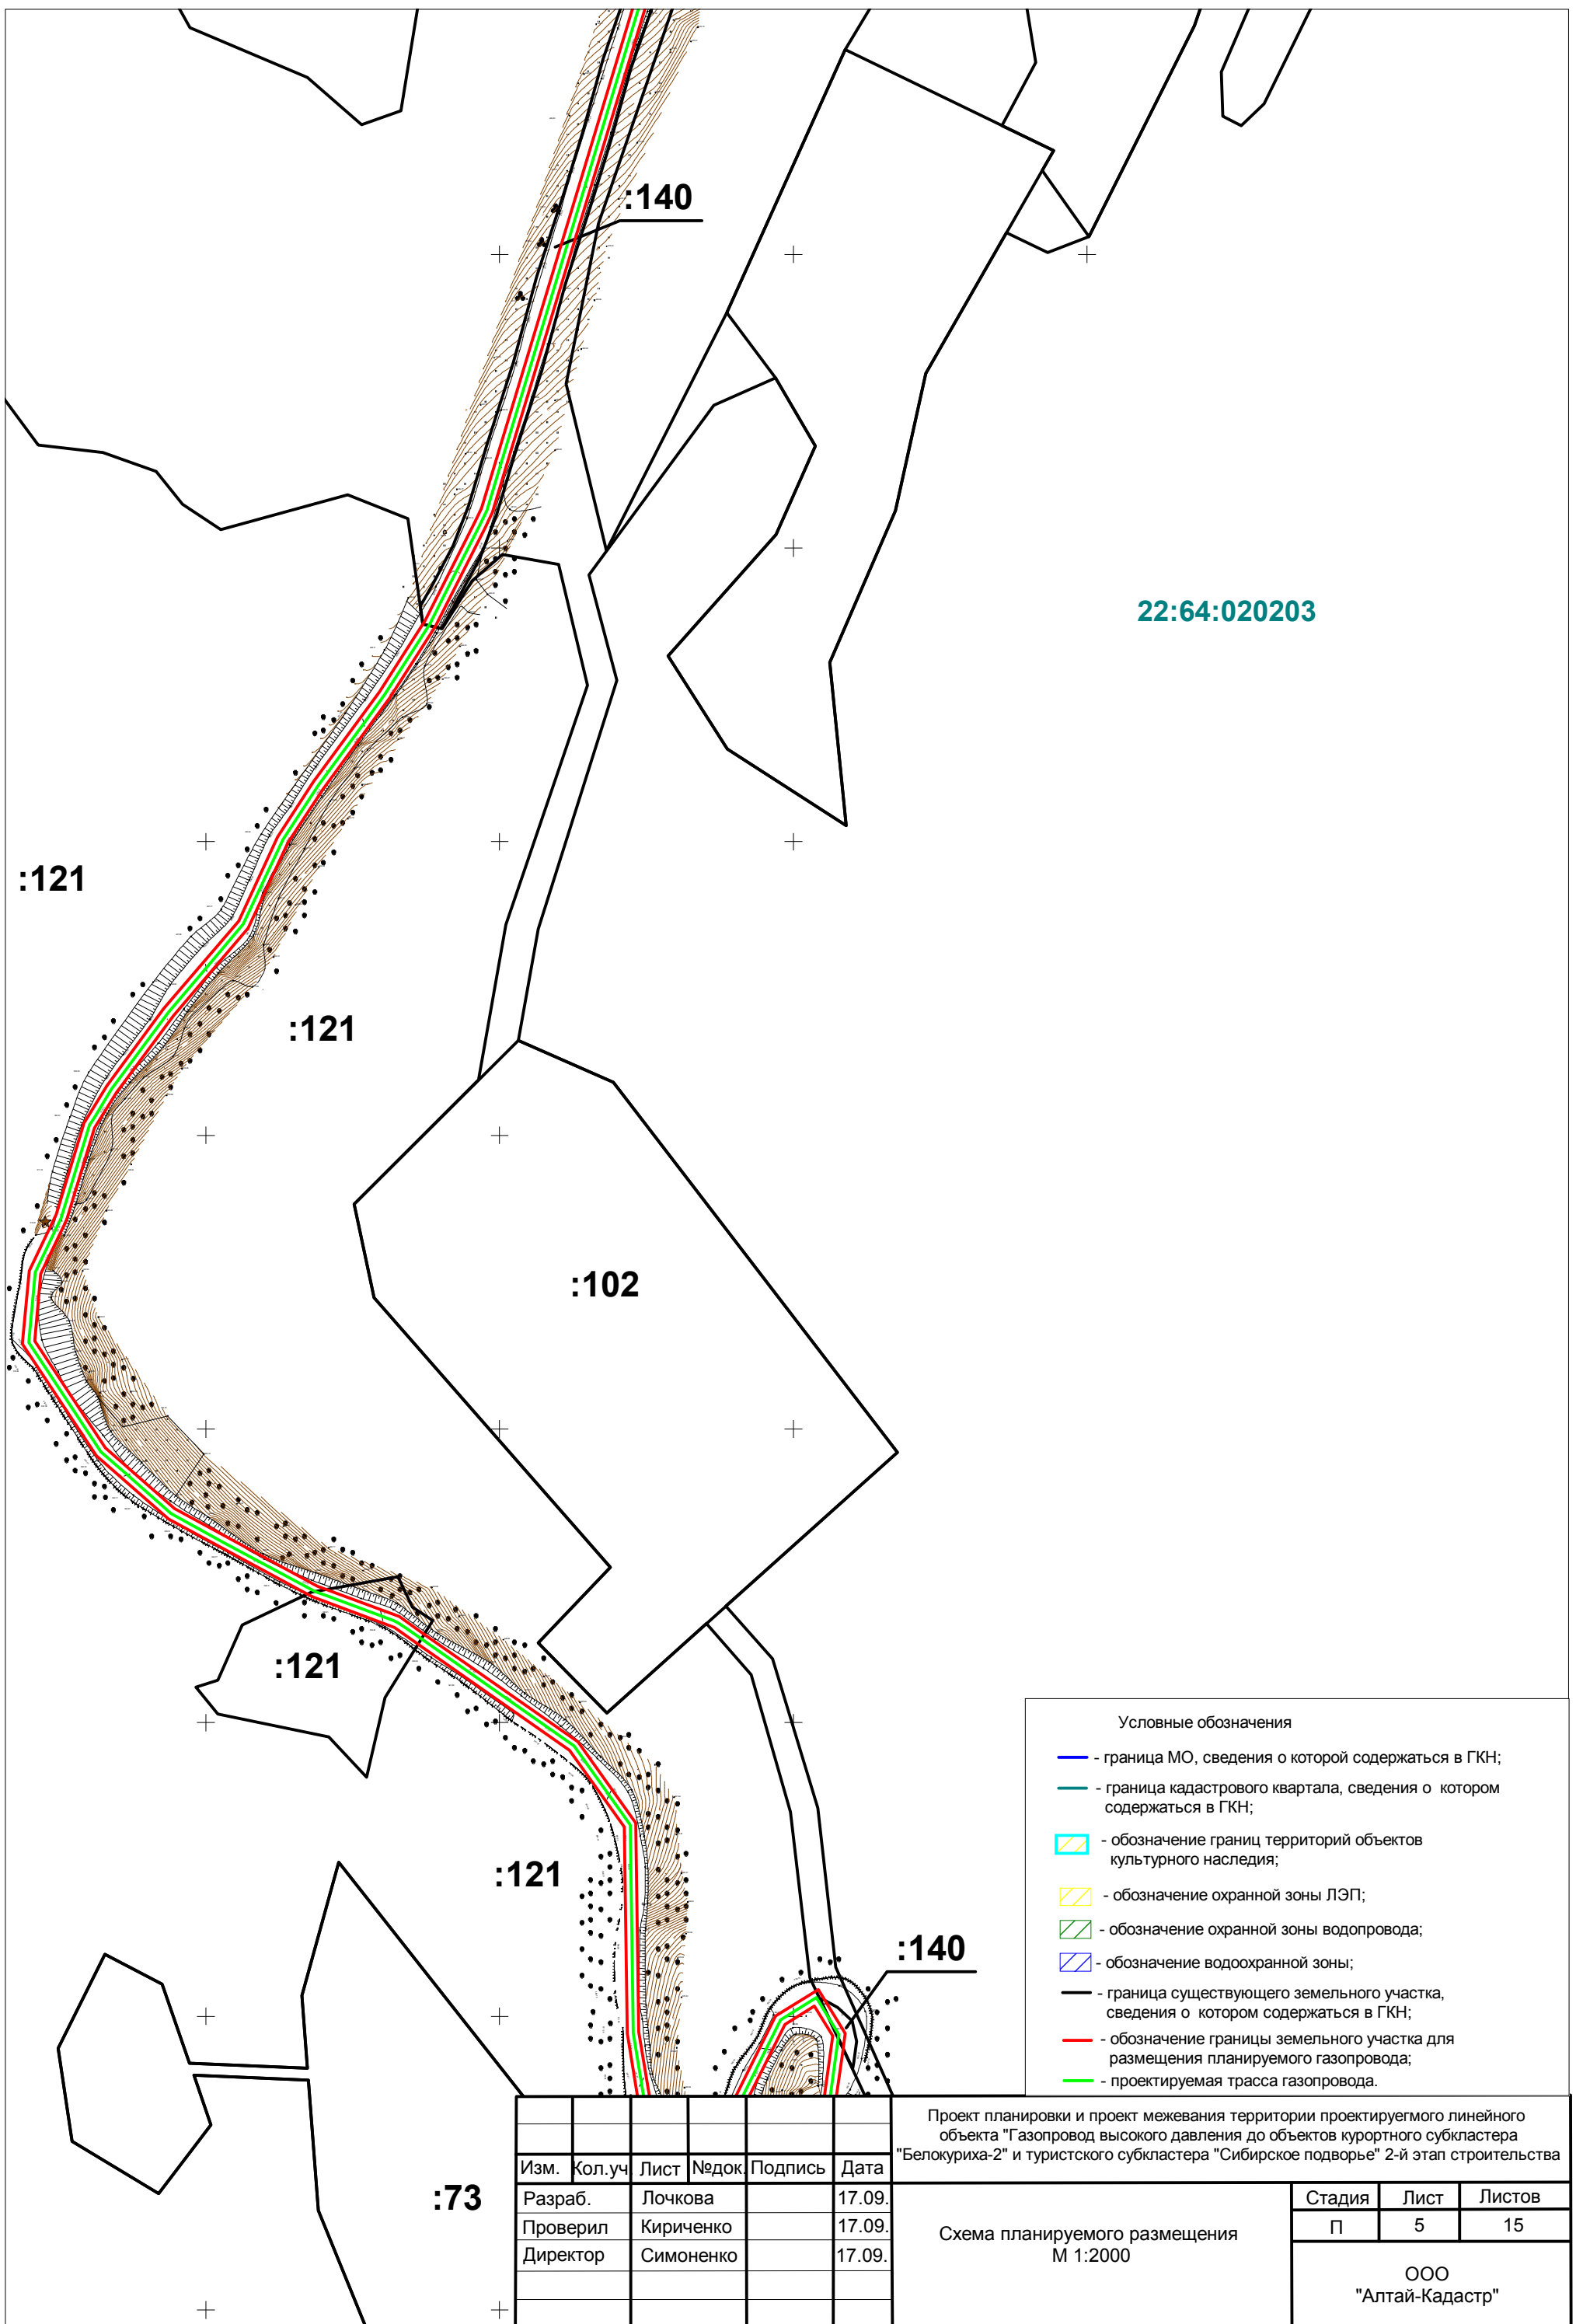 :140
22:64:020203
:121
:121
:102
:121
:121
:140
:73
Условные обозначения
- граница МО, сведения о которой содержаться в ГКН;
- граница кадастрового квартала, сведения о котором
содержаться в ГКН;
- обозначение границ территорий объектов
культурного наследия;
- обозначение охранной зоны ЛЭП;
- обозначение охранной зоны водопровода;
- обозначение водоохранной зоны;
- граница существующего земельного участка,
сведения о котором содержаться в ГКН;
- обозначение границы земельного участка для
размещения планируемого газопровода;
- проектируемая трасса газопровода.
Проект планировки и проект межевания территории проектируегмого линейного
объекта "Газопровод высокого давления до объектов курортного субкластера
"Белокуриха-2" и туристского субкластера "Сибирское подворье" 2-й этап строительства
Изм. Кол.уч Лист №док. Подпись Дата
Разраб. Лочкова 17.09.
Проверил Кириченко 17.09.
Директор Симоненко 17.09.
Схема планируемого размещения
М 1:2000
Стадия Лист Листов
П 5 15
ООО
"Алтай-Кадастр"